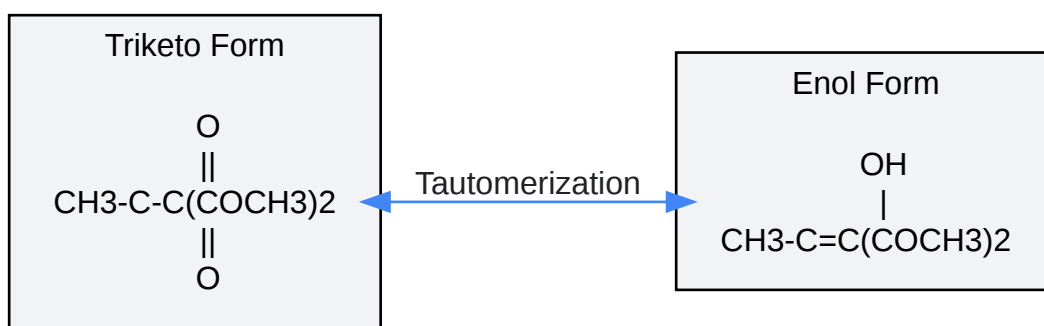 Triketo Form
O
||
CH3-C-C(COCH3)2
||
O
Tautomerization
Enol Form
OH
|
CH3-C=C(COCH3)2